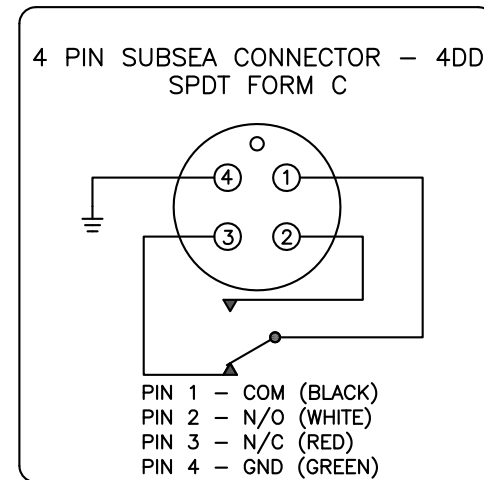 4 PIN SUBSEA CONNECTOR – 4DD
SPDT FORM C
4 1
3 2
PIN 1 – COM (BLACK)
PIN 2 – N/O (WHITE)
PIN 3 – N/C (RED)
PIN 4 – GND (GREEN)